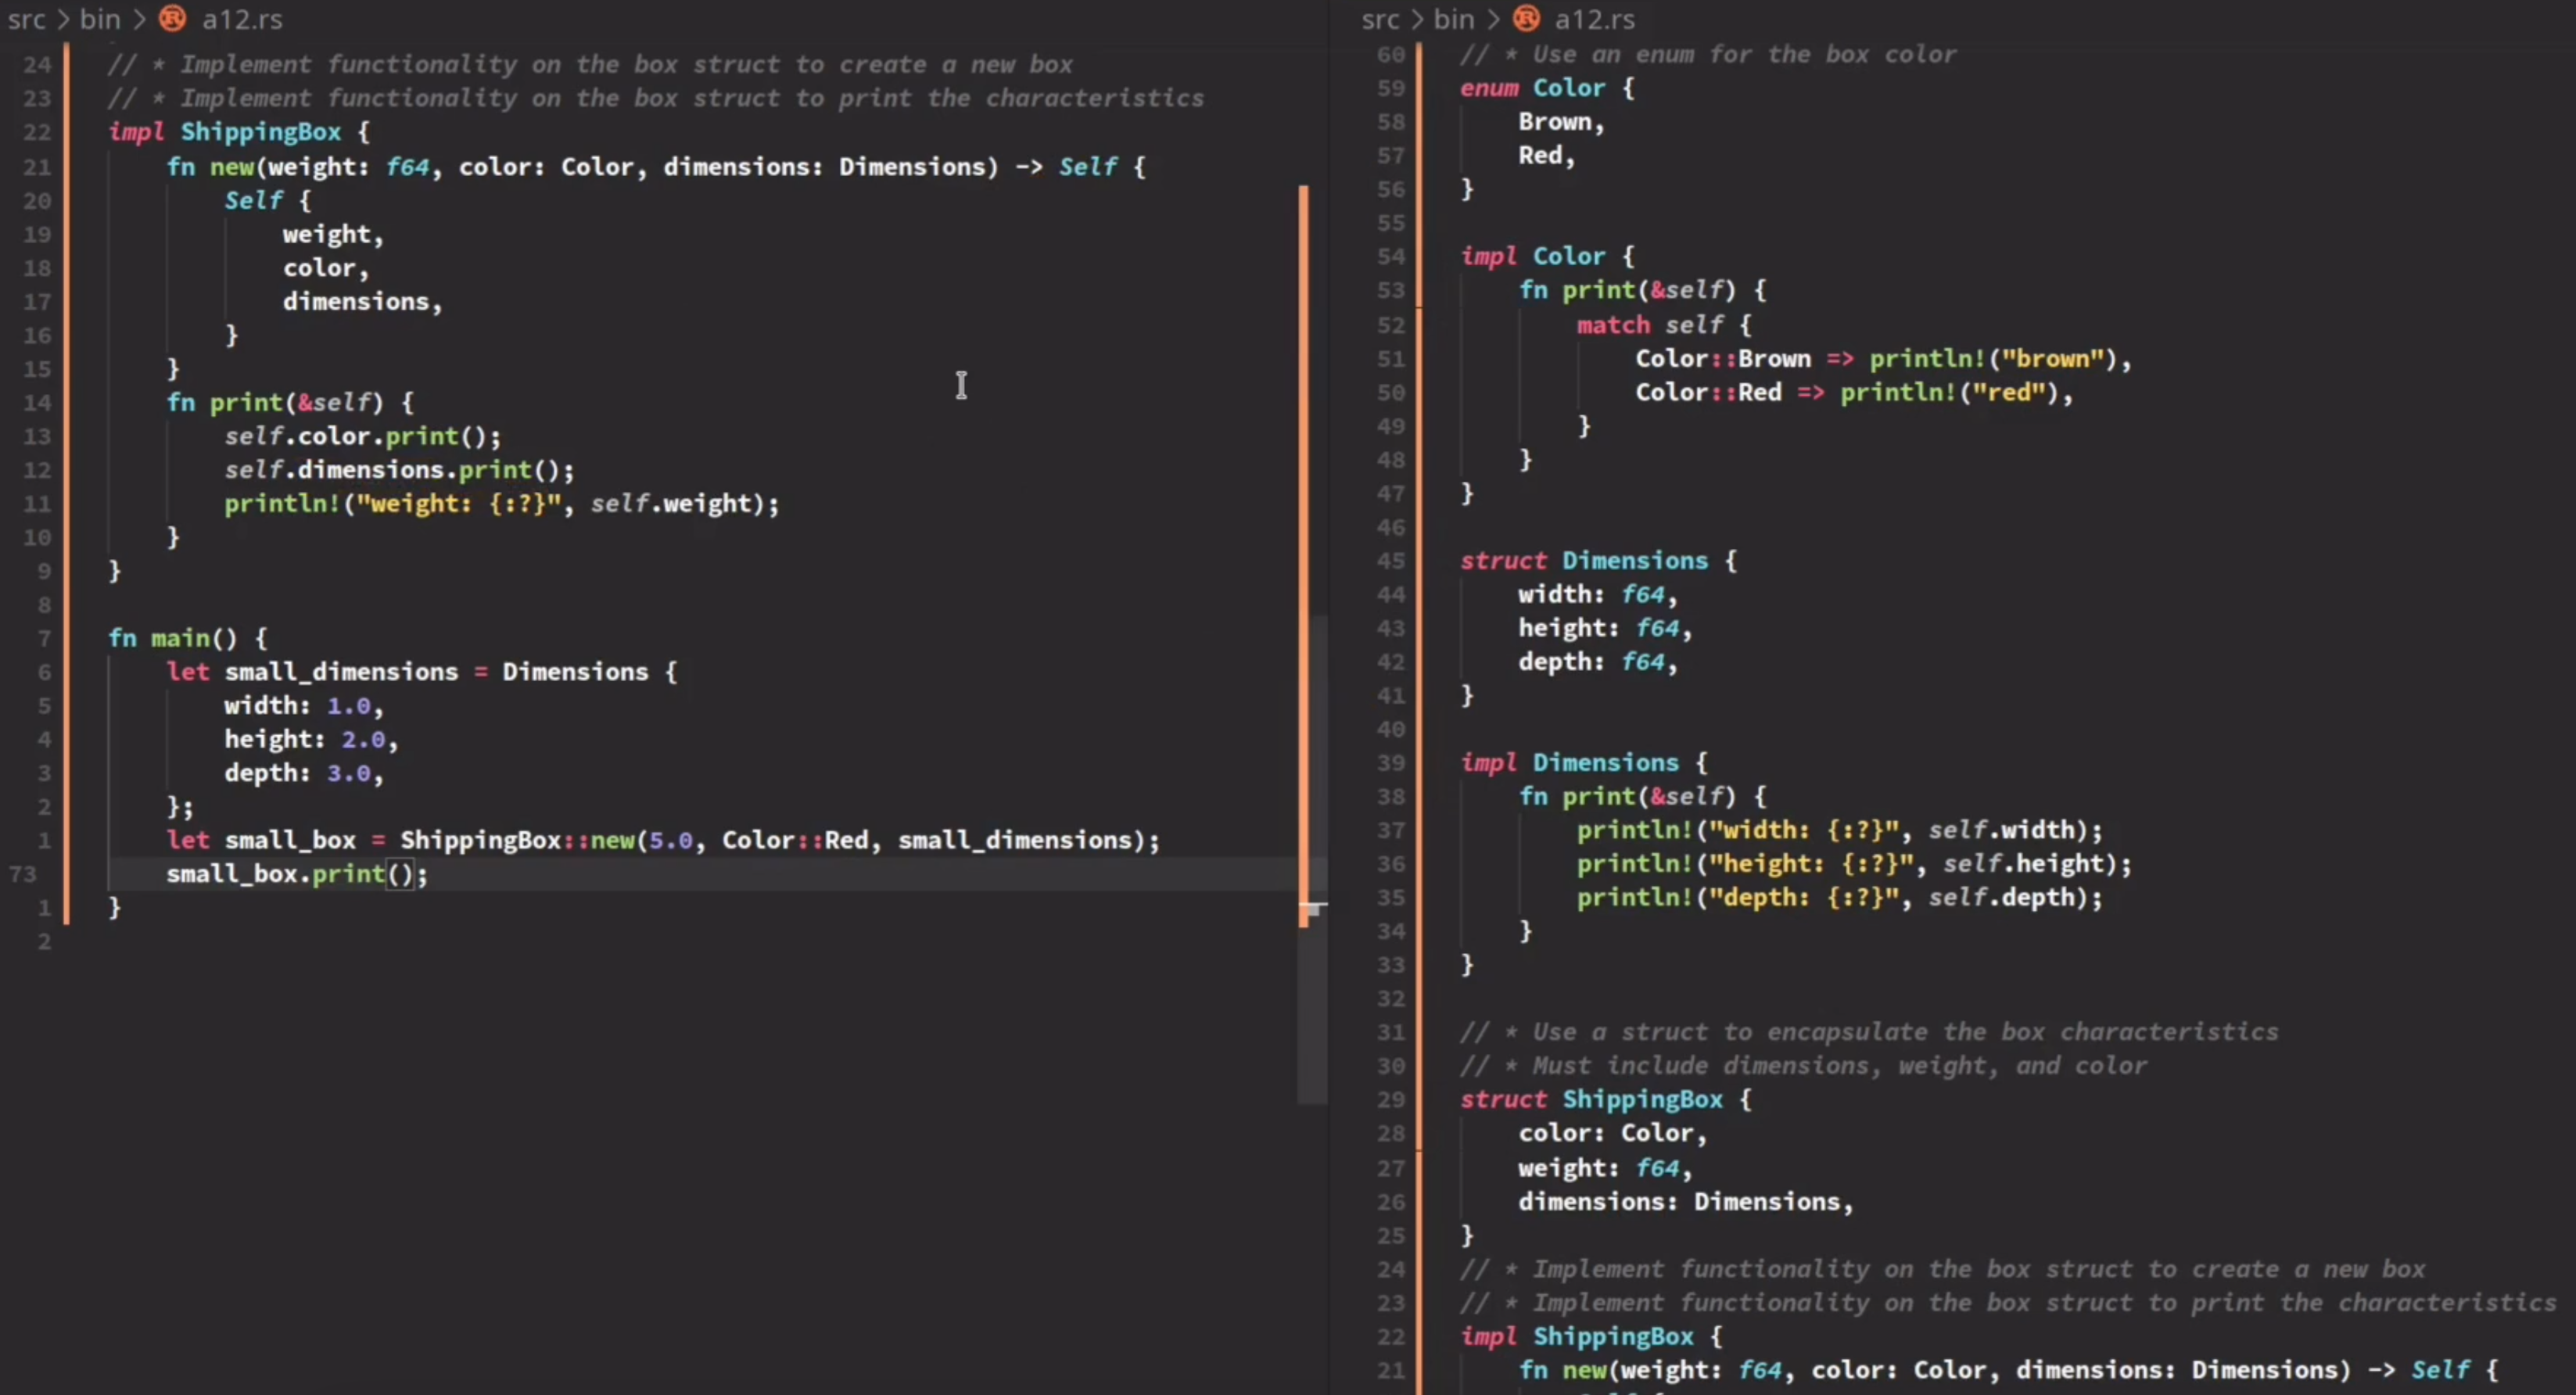 src > bin > a12.rs
24 // * Implement functionality on the box struct to create a new box
23 // * Implement functionality on the box struct to print the characteristics
22 impl ShippingBox {
21     fn new(weight: f64, color: Color, dimensions: Dimensions) -> Self {
20         Self {
19             weight,
18             color,
17             dimensions,
16         }
15     }
14     fn print(&self) {
13         self.color.print();
12         self.dimensions.print();
11         println!("weight: {:?}", self.weight);
10     }
9 }
8
7 fn main() {
6     let small_dimensions = Dimensions {
5         width: 1.0,
4         height: 2.0,
3         depth: 3.0,
2     };
1     let small_box = ShippingBox::new(5.0, Color::Red, small_dimensions);
73     small_box.print();
1 }
2
src > bin > a12.rs
60 // * Use an enum for the box color
59 enum Color {
58     Brown,
57     Red,
56 }
55
54 impl Color {
53     fn print(&self) {
52         match self {
51             Color::Brown => println!("brown"),
50             Color::Red => println!("red"),
49         }
48     }
47 }
46
45 struct Dimensions {
44     width: f64,
43     height: f64,
42     depth: f64,
41 }
40
39 impl Dimensions {
38     fn print(&self) {
37         println!("width: {:?}", self.width);
36         println!("height: {:?}", self.height);
35         println!("depth: {:?}", self.depth);
34     }
33 }
32
31 // * Use a struct to encapsulate the box characteristics
30 // * Must include dimensions, weight, and color
29 struct ShippingBox {
28     color: Color,
27     weight: f64,
26     dimensions: Dimensions,
25 }
24 // * Implement functionality on the box struct to create a new box
23 // * Implement functionality on the box struct to print the characteristics
22 impl ShippingBox {
21     fn new(weight: f64, color: Color, dimensions: Dimensions) -> Self {